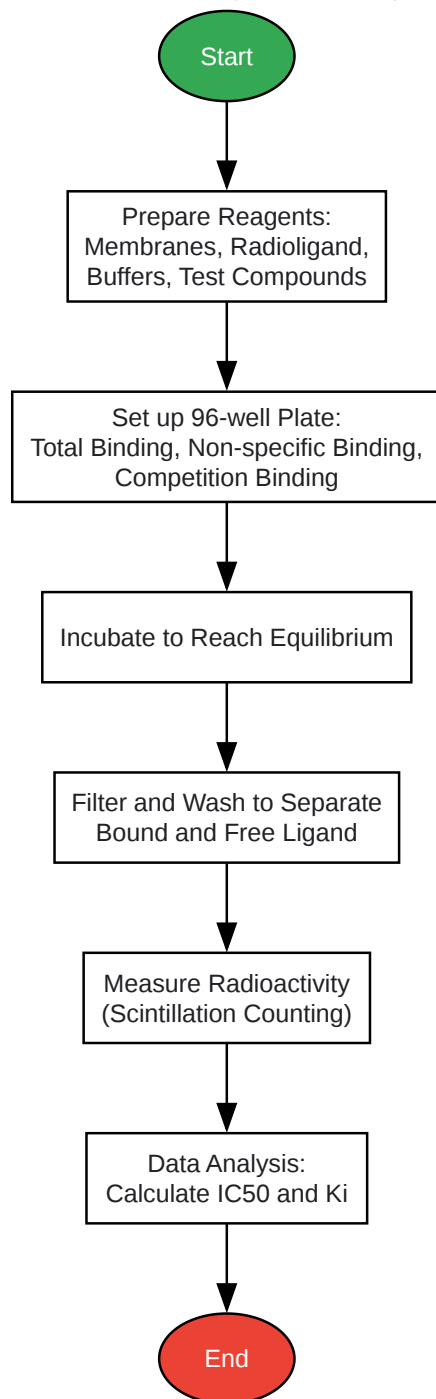 Start
Prepare Reagents:
Membranes, Radioligand,
Buffers, Test Compounds
Set up 96-well Plate:
Total Binding, Non-specific Binding,
Competition Binding
Incubate to Reach Equilibrium
Filter and Wash to Separate
Bound and Free Ligand
Measure Radioactivity
(Scintillation Counting)
Data Analysis:
Calculate IC50 and Ki
End